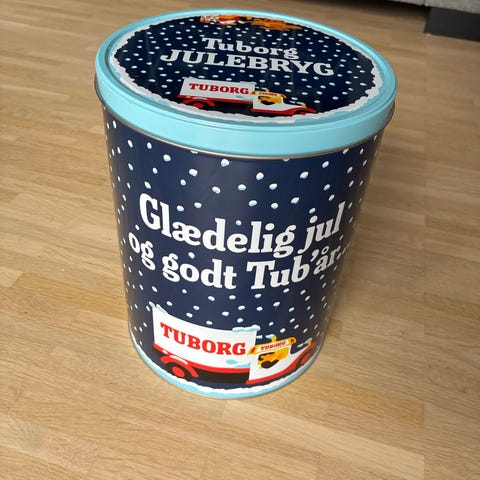 Tuborg
JULEBRYG
TUBORG
Glædelig jul
og godt Tub'år...
TUBORG
TUBORG